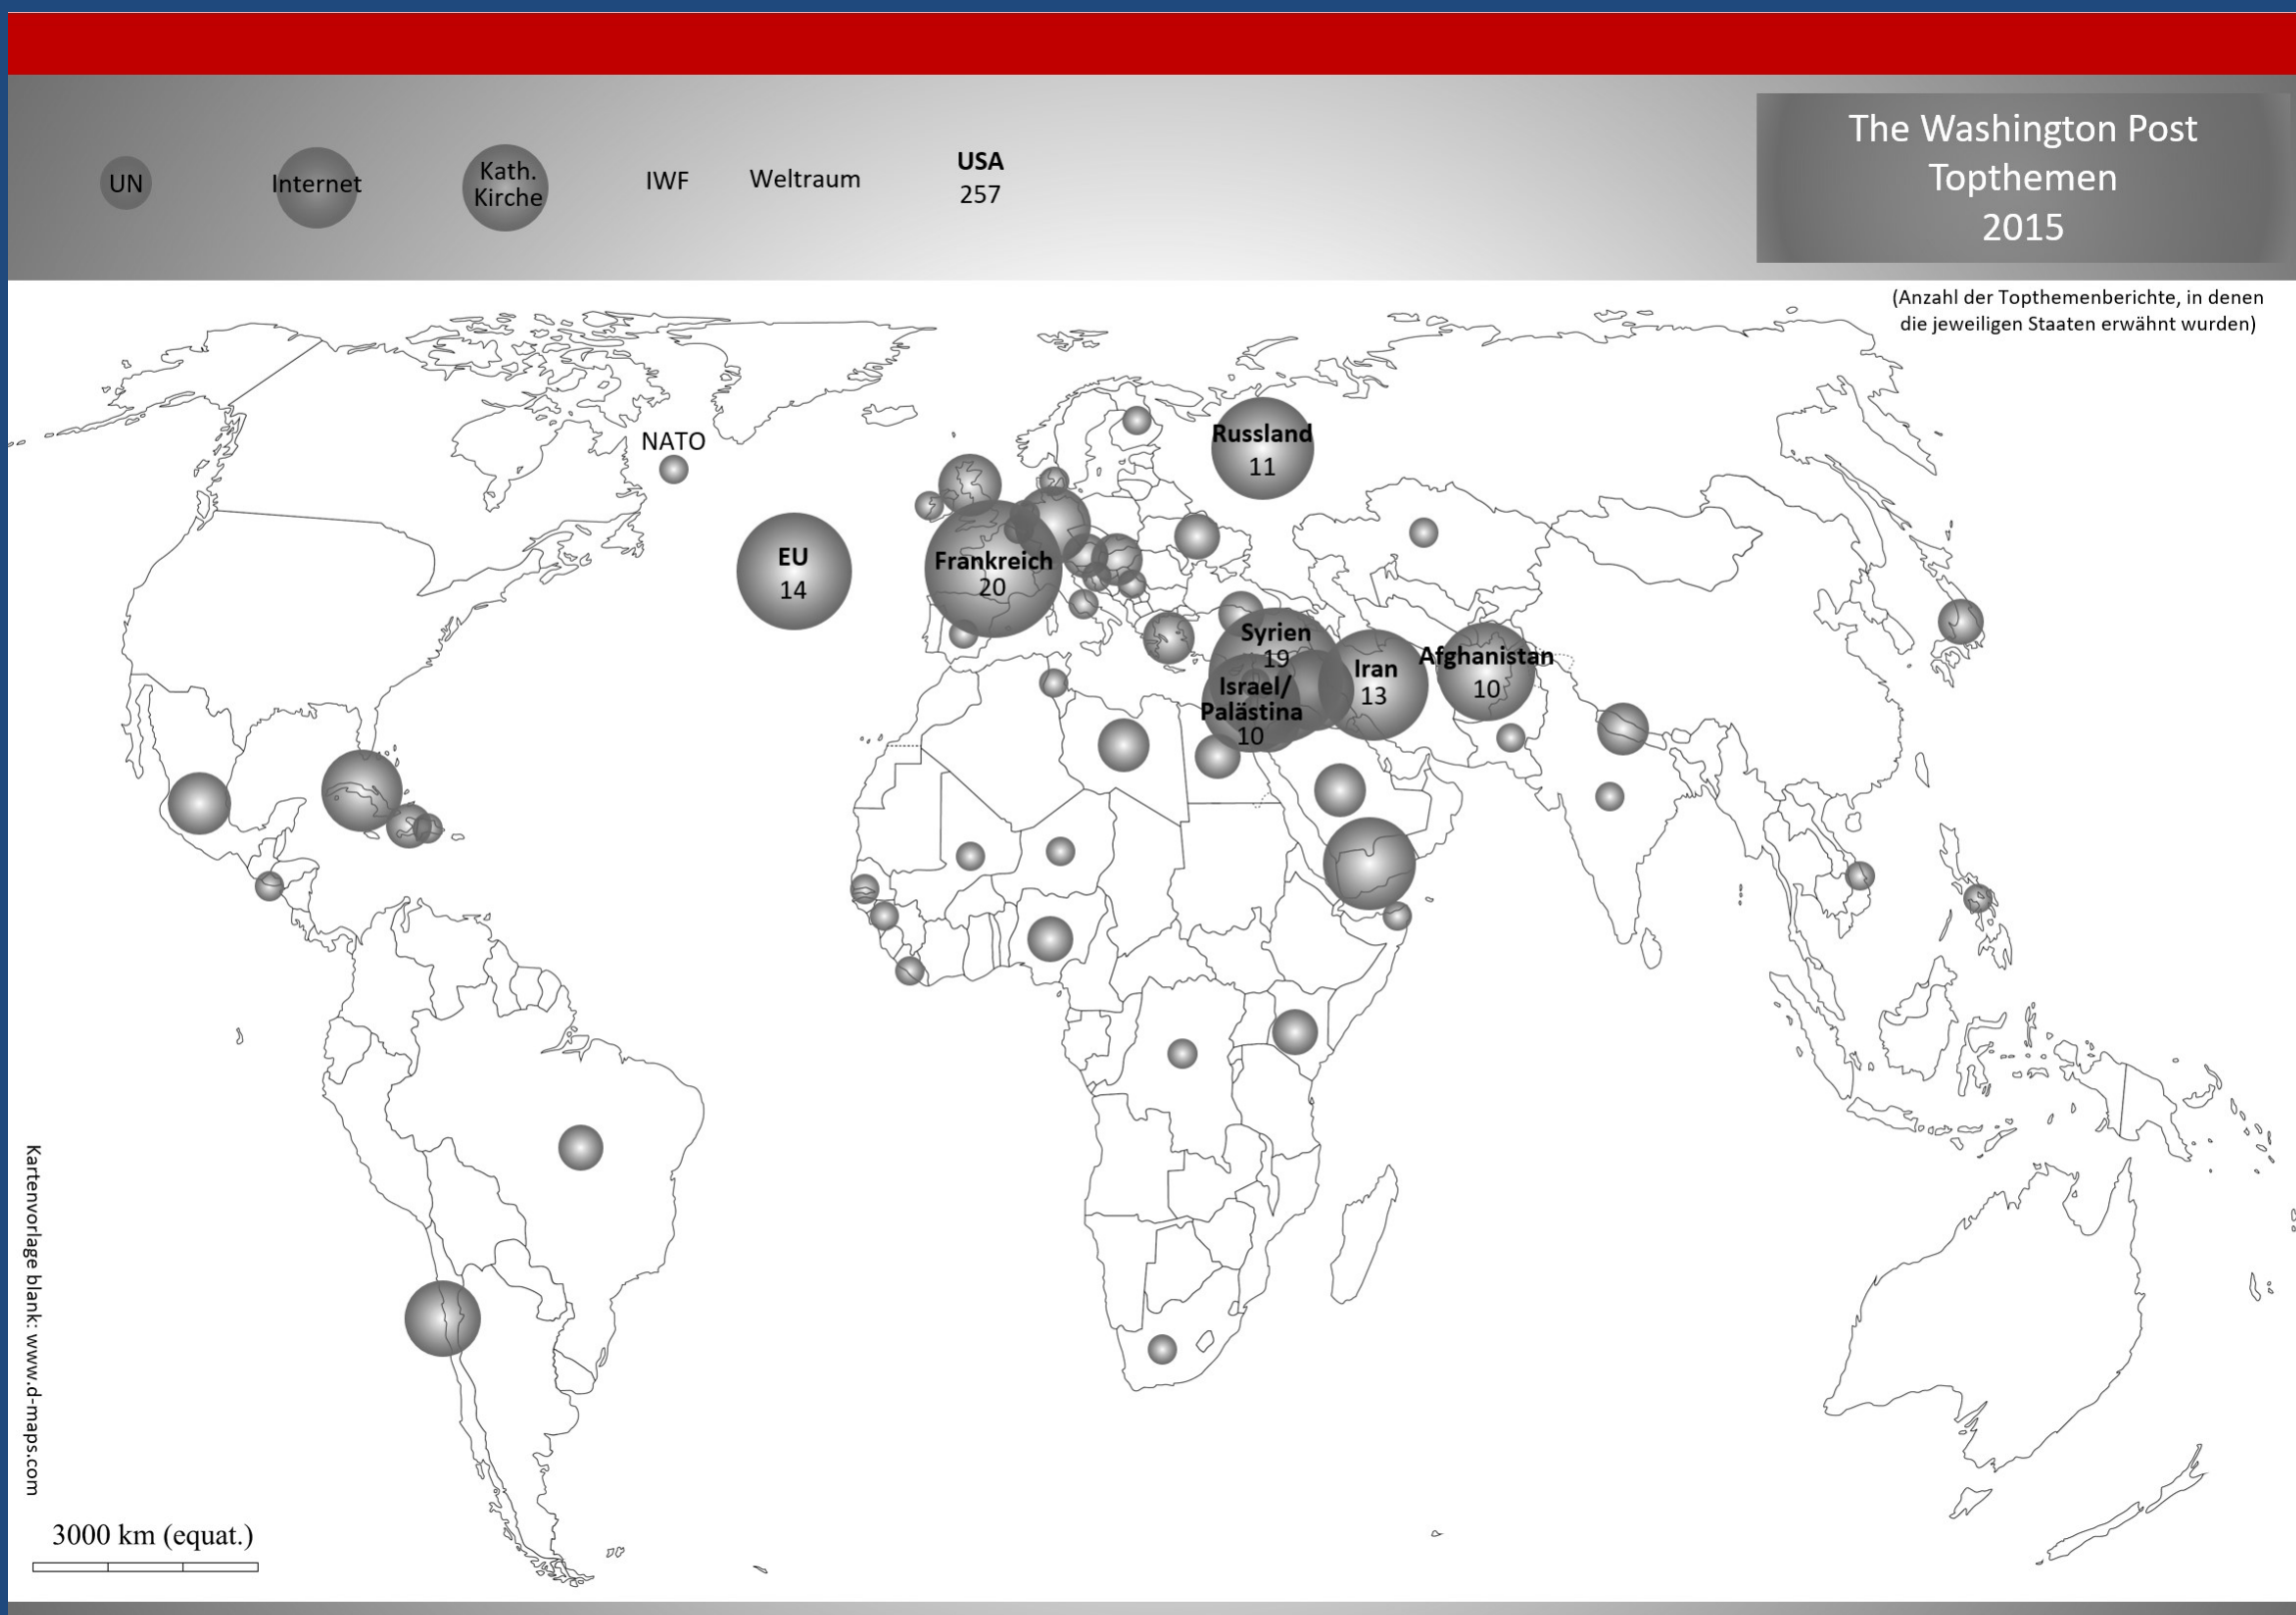 UN
Internet
Kath.
Kirche
IWF
Weltraum
USA
257
The Washington Post
Topthemen
2015
(Anzahl der Topthemenberichte, in denen
die jeweiligen Staaten erwähnt wurden)
NATO
Russland
11
EU
14
Frankreich
20
Syrien
19
Israel/
Palästina
10
Iran
13
Afghanistan
10
Kartenvorlage blank: www.d-maps.com
3000 km (equat.)